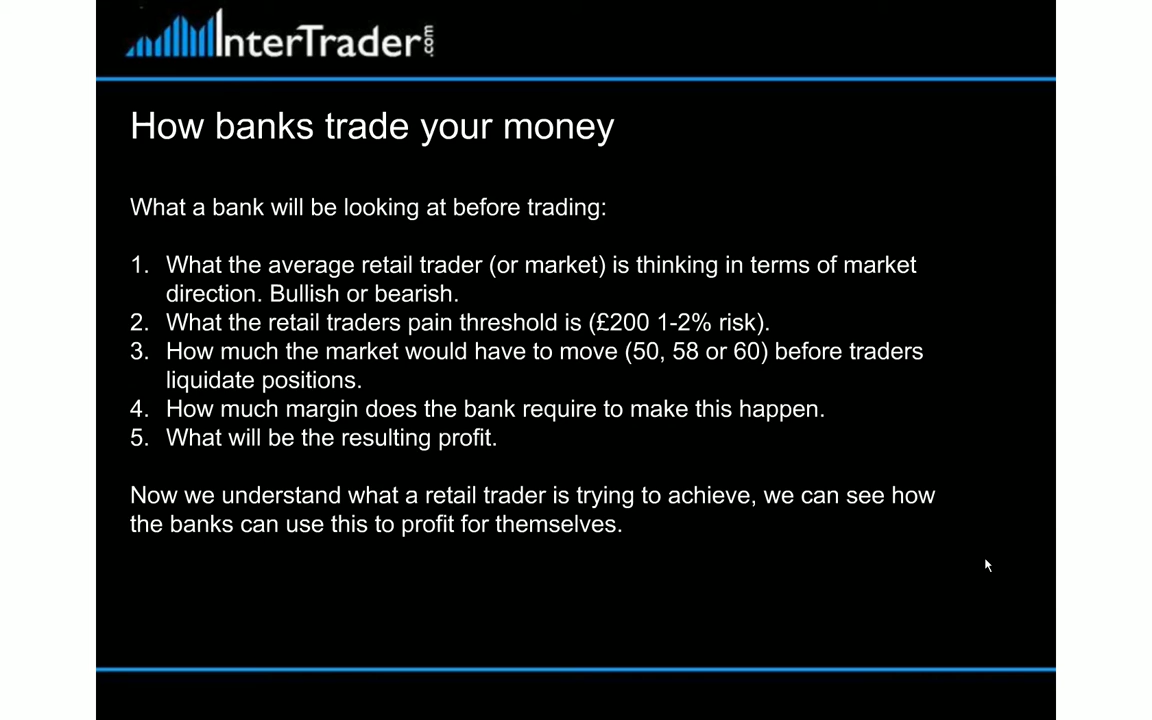 InterTrader.com
How banks trade your money
What a bank will be looking at before trading:
1. What the average retail trader (or market) is thinking in terms of market
direction. Bullish or bearish.
2. What the retail traders pain threshold is (£200 1-2% risk).
3. How much the market would have to move (50, 58 or 60) before traders
liquidate positions.
4. How much margin does the bank require to make this happen.
5. What will be the resulting profit.
Now we understand what a retail trader is trying to achieve, we can see how
the banks can use this to profit for themselves.